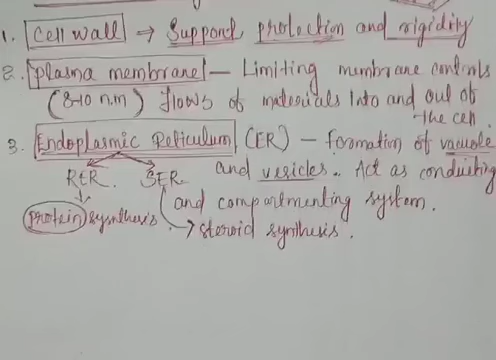 1. Cell wall → Support, protection and rigidity
2. plasma membrane – Limiting membrane controls
(8-10 n.m) flows of materials Into and out of
the cell.
3. Endoplasmic Reticulum (ER) – formation of vacuole
RER. SER. and vesicles. Act as conducting
and compartmenting system.
protein synthesis. → steroid synthesis.